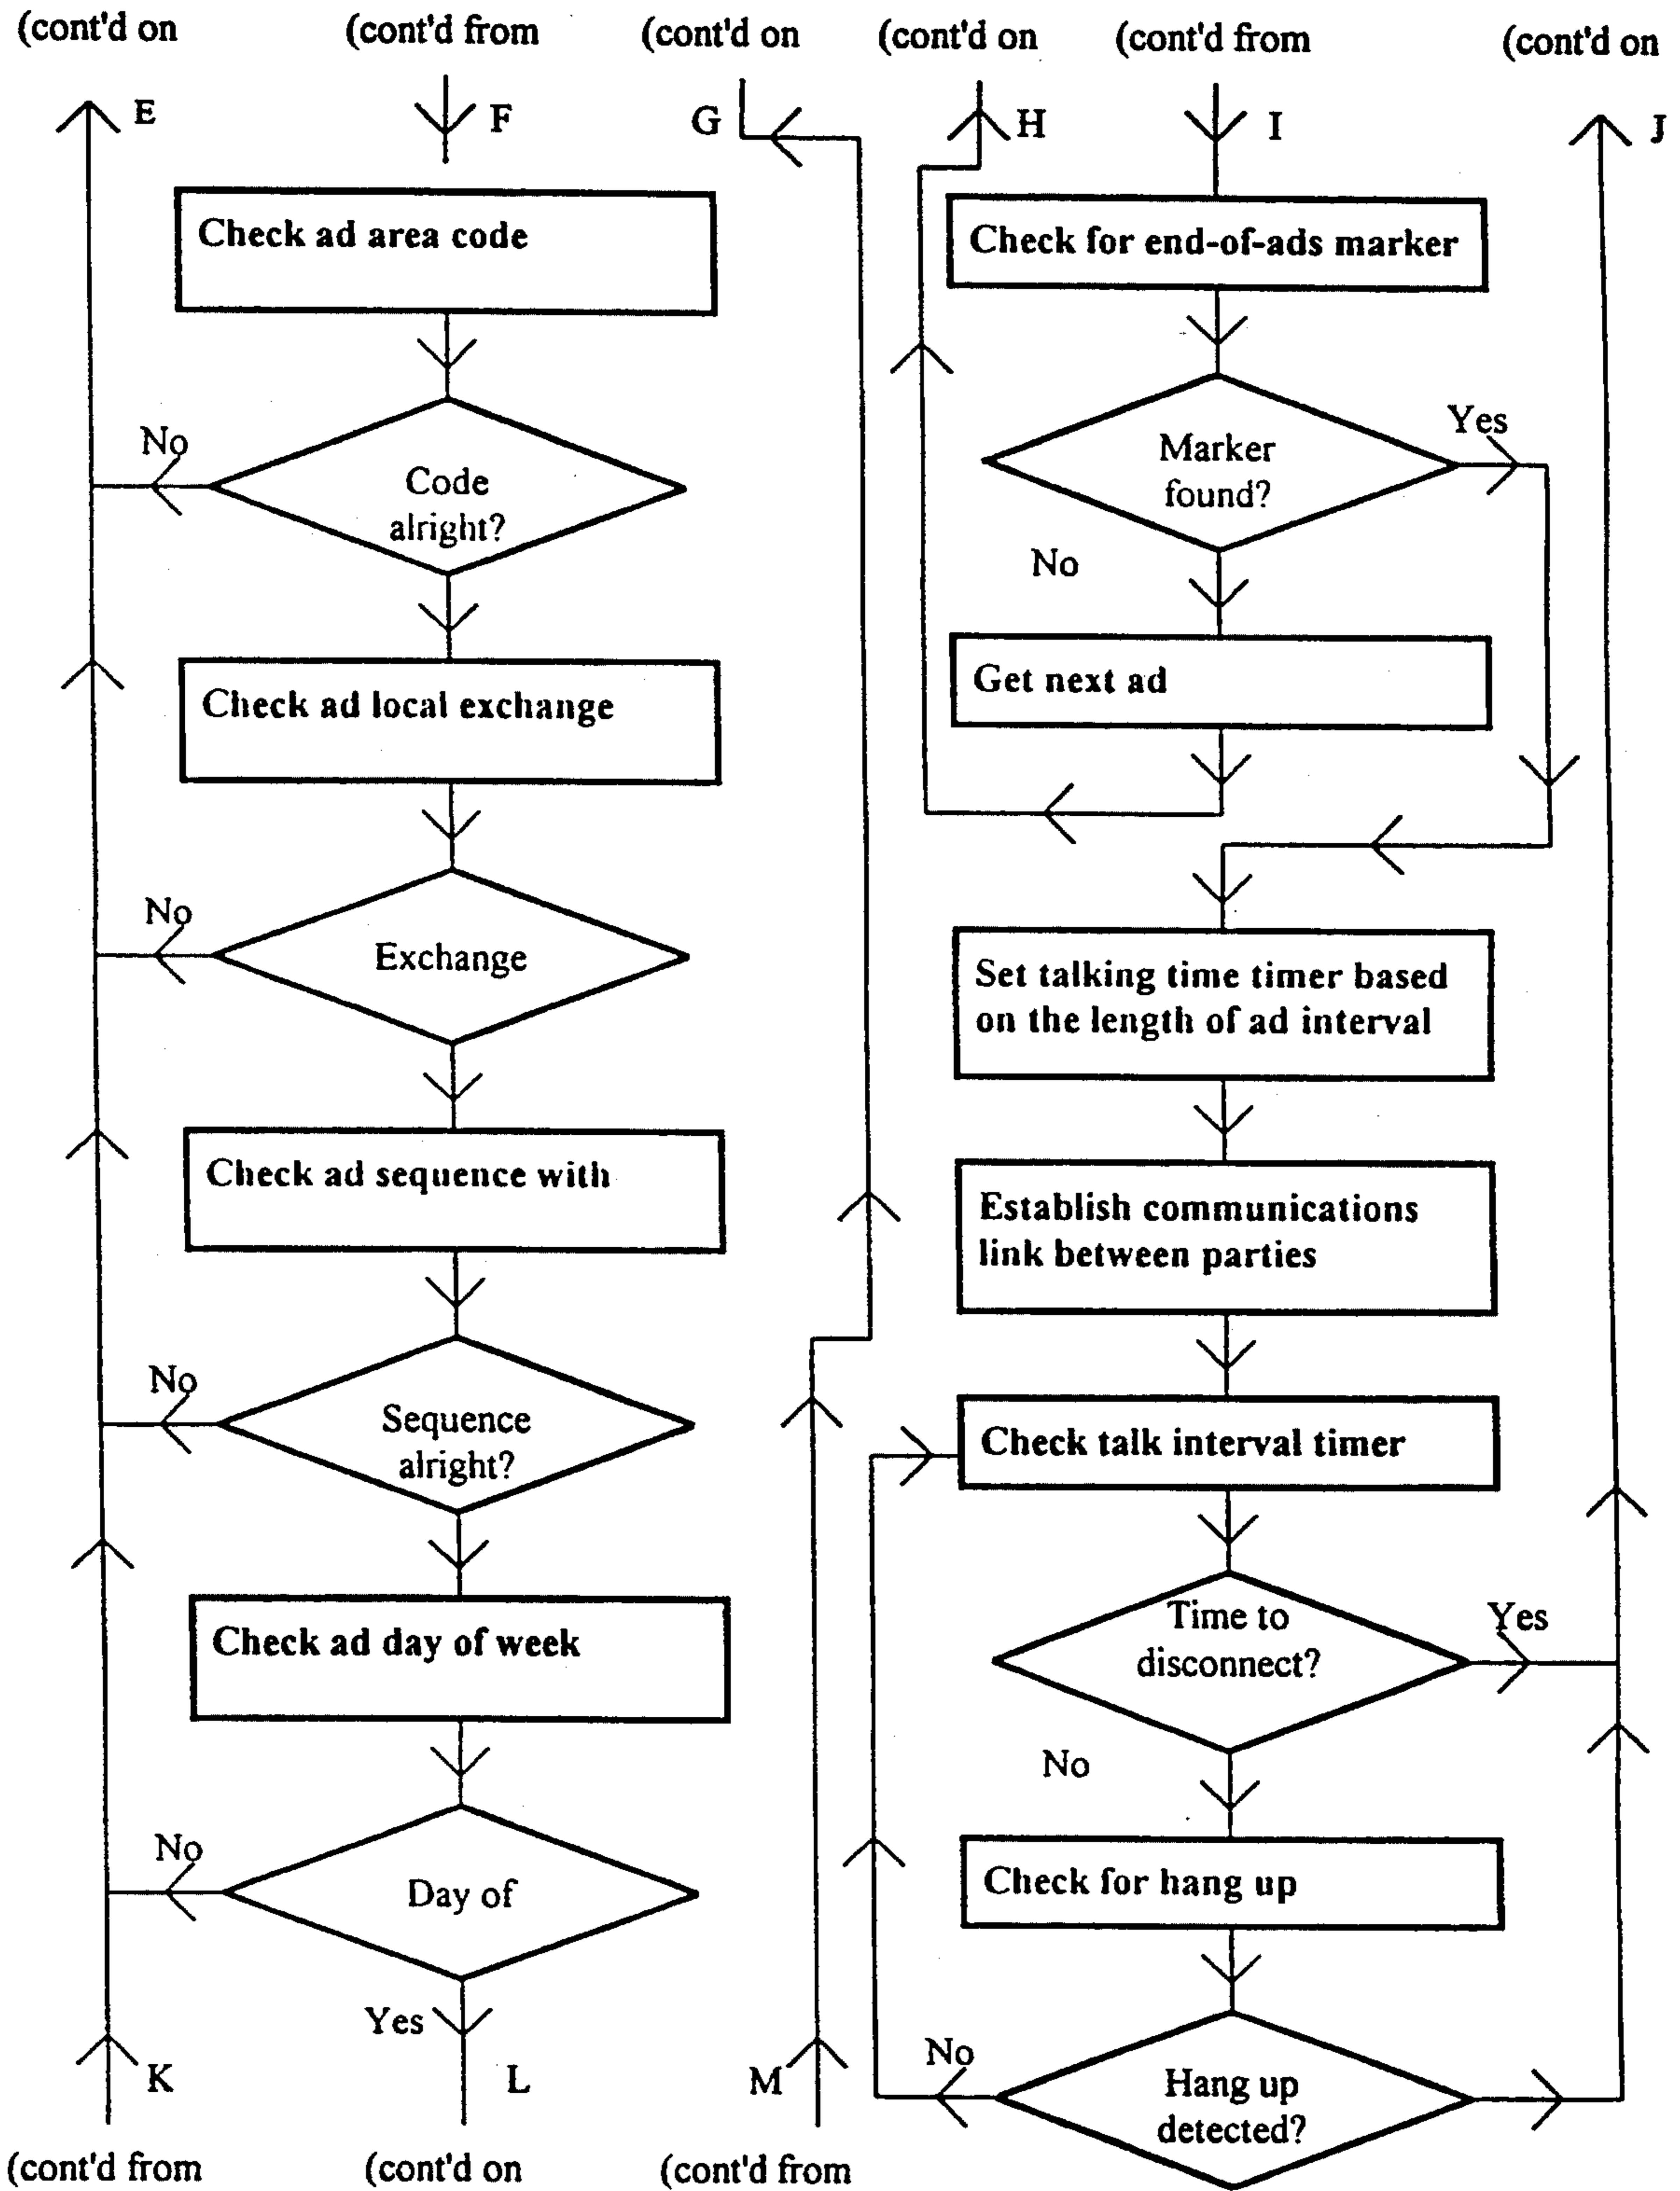 (cont'd on
(cont'd from
(cont'd on
(cont'd on
(cont'd from
(cont'd on
E
F
G
H
I
J
Check ad area code
No
Code
alright?
Check ad local exchange
No
Exchange
Check ad sequence with
No
Sequence
alright?
Check ad day of week
No
Day of
Yes
K
L
M
(cont'd from
(cont'd on
(cont'd from
Check for end-of-ads marker
Marker
found?
Yes
No
Get next ad
Set talking time timer based
on the length of ad interval
Establish communications
link between parties
Check talk interval timer
Time to
disconnect?
Yes
No
Check for hang up
No
Hang up
detected?